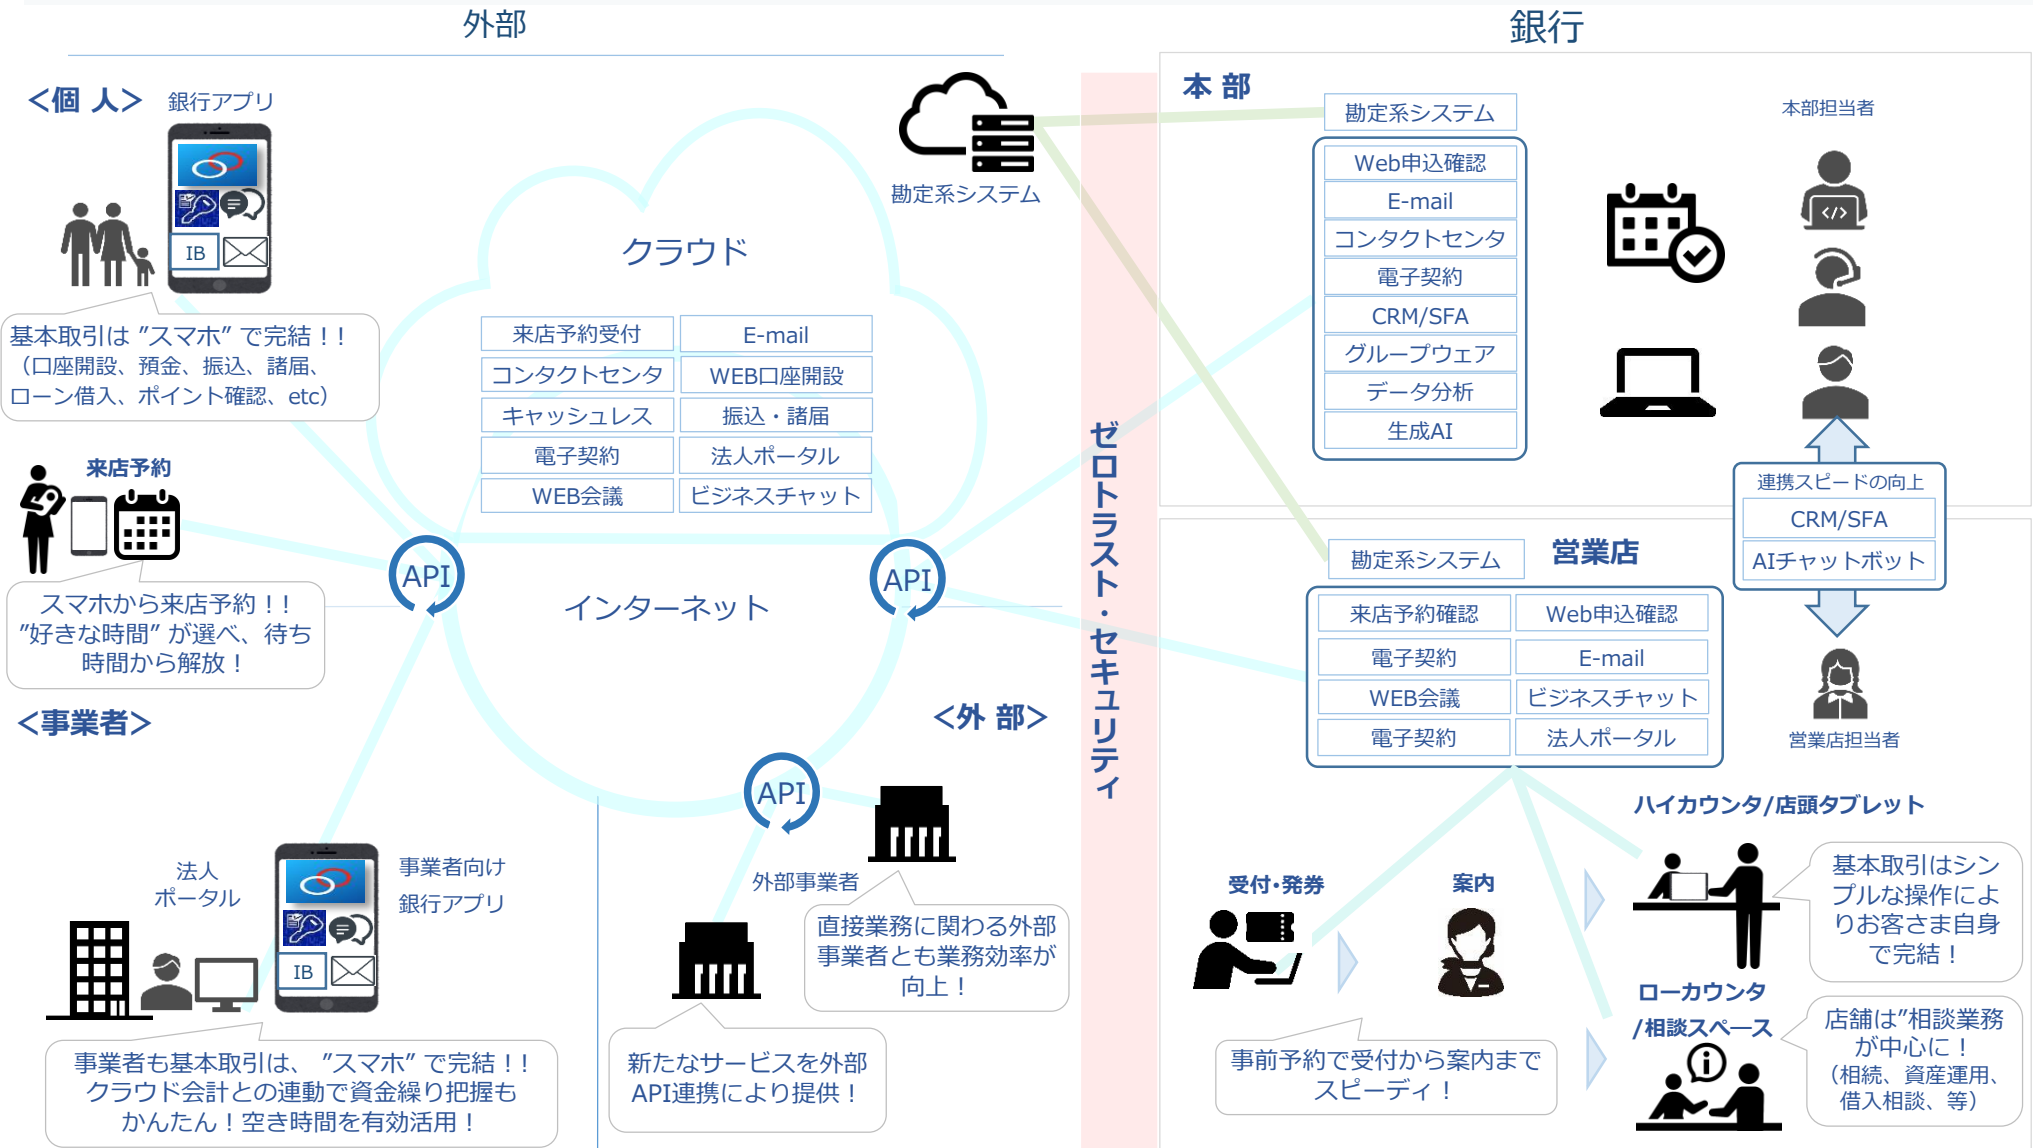 外部
銀行
<個 人>
銀行アプリ
IB
基本取引は ”スマホ” で完結！！
（口座開設、預金、振込、諸届、
ローン借入、ポイント確認、etc）
来店予約
スマホから来店予約！！
”好きな時間” が選べ、待ち
時間から解放！
<事業者>
法人
ポータル
事業者向け
銀行アプリ
IB
事業者も基本取引は、 ”スマホ” で完結！！
クラウド会計との連動で資金繰り把握も
かんたん！空き時間を有効活用！
クラウド
来店予約受付
E-mail
コンタクトセンタ
WEB口座開設
キャッシュレス
振込・諸届
電子契約
法人ポータル
WEB会議
ビジネスチャット
API
API
インターネット
API
勘定系システム
<外 部>
外部事業者
直接業務に関わる外部
事業者とも業務効率が
向上！
新たなサービスを外部
API連携により提供！
ゼロトラスト・セキュリティ
本 部
勘定系システム
Web申込確認
E-mail
コンタクトセンタ
電子契約
CRM/SFA
グループウェア
データ分析
生成AI
本部担当者
</>
連携スピードの向上
CRM/SFA
AIチャットボット
勘定系システム
営業店
来店予約確認
Web申込確認
電子契約
E-mail
WEB会議
ビジネスチャット
電子契約
法人ポータル
営業店担当者
受付・発券
案内
事前予約で受付から案内まで
スピーディ！
ハイカウンタ/店頭タブレット
基本取引はシン
プルな操作によ
りお客さま自身
で完結！
ローカウンタ
/相談スペース
i
店舗は”相談業務
が中心に！
（相続、資産運用、
借入相談、等）